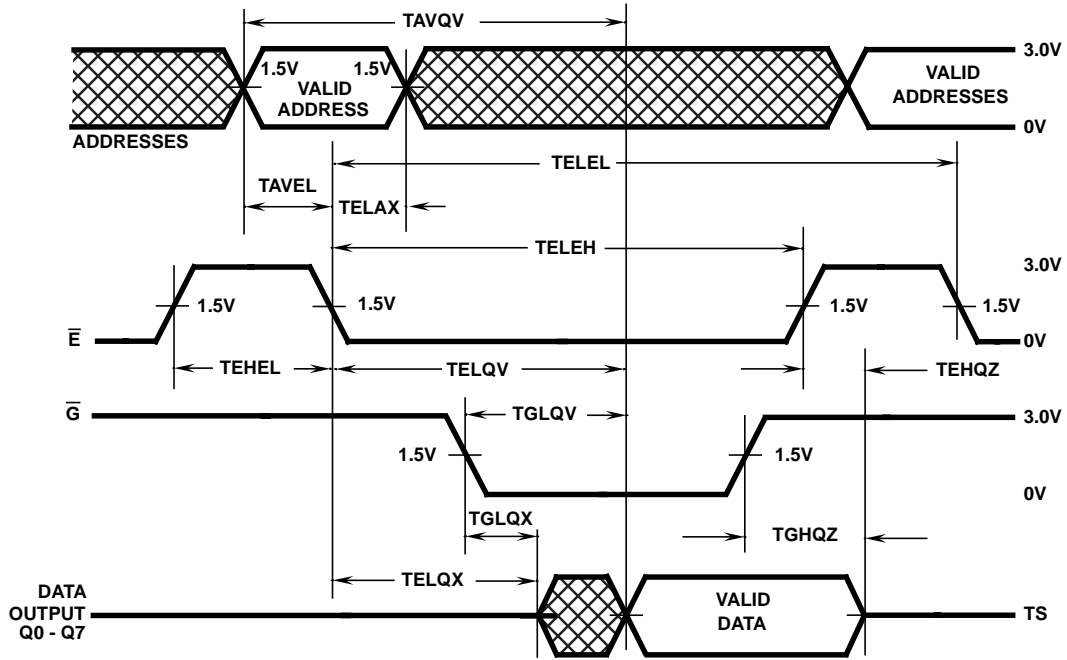 TAVQV
3.0V
1.5V
1.5V
VALID
ADDRESS
VALID
ADDRESSES
0V
ADDRESSES
TELEL
TAVEL
TELAX
TELEH
3.0V
1.5V
1.5V
1.5V
1.5V
E̅
0V
TEHEL
TELQV
TEHQZ
G̅
TGLQV
3.0V
1.5V
1.5V
0V
TGLQX
TGHQZ
TELQX
DATA
OUTPUT
Q0 - Q7
VALID
DATA
TS